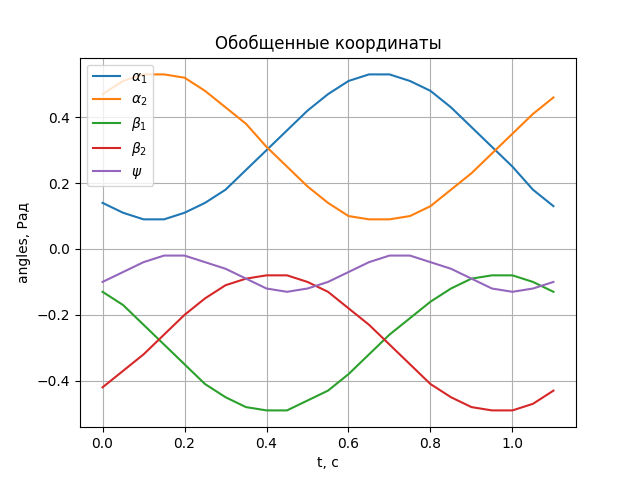 Обобщенные координаты
α₁
α₂
β₁
β₂
ψ
angles, Рад
0.4
0.2
0.0
−0.2
−0.4
0.0 0.2 0.4 0.6 0.8 1.0
t, с